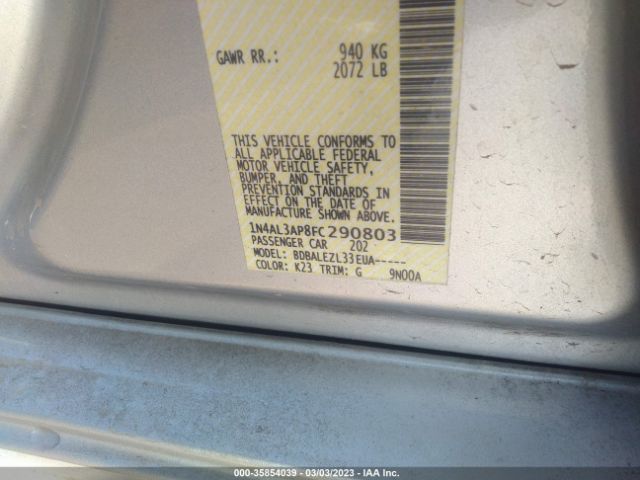 GAWR RR.: 940 KG
2072 LB
THIS VEHICLE CONFORMS TO
ALL APPLICABLE FEDERAL
MOTOR VEHICLE SAFETY,
BUMPER, AND THEFT
PREVENTION STANDARDS IN
EFFECT ON THE DATE OF
MANUFACTURE SHOWN ABOVE.
1N4AL3AP8FC290803
PASSENGER CAR 202
MODEL: BDBALEZL33EUA-----
COLOR: K23 TRIM: G 9N00A
000-35854039 - 03/03/2023 - IAA Inc.